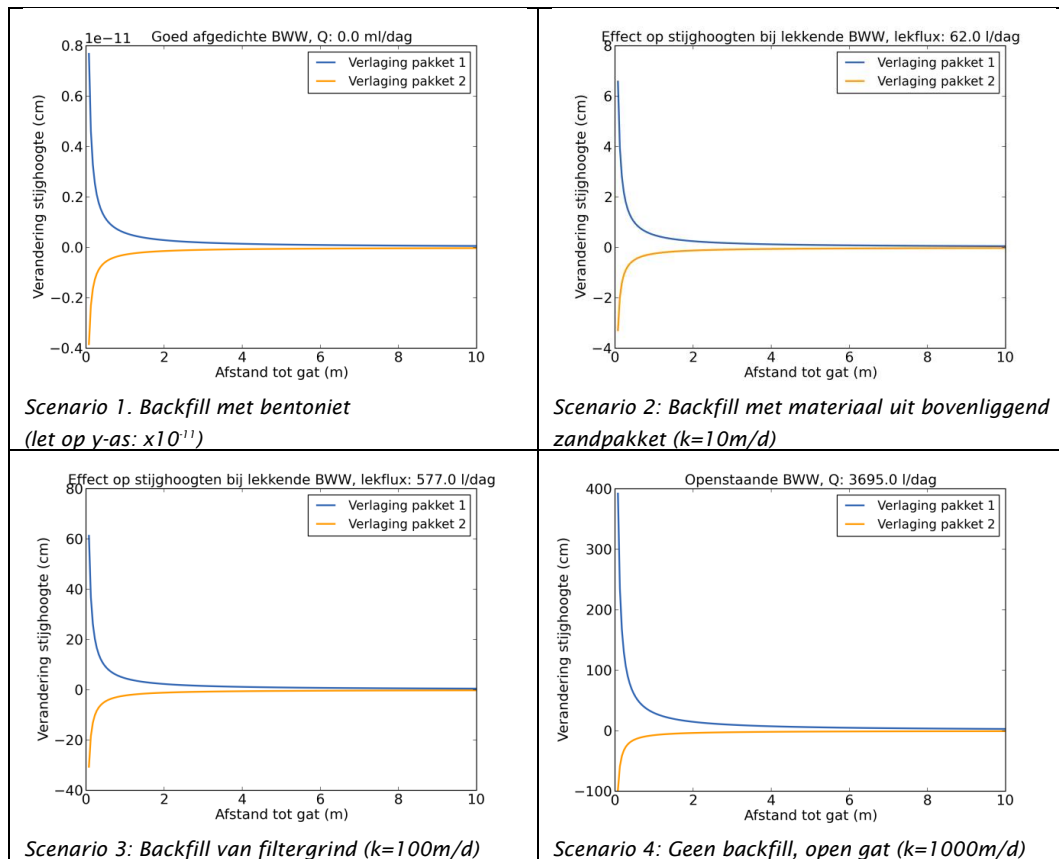 1e−11
Goed afgedichte BWW, Q: 0.0 ml/dag
0.8
0.6
0.4
0.2
0.0
−0.2
−0.4
Verandering stijghoogte (cm)
Verlaging pakket 1
Verlaging pakket 2
0 2 4 6 8 10
Afstand tot gat (m)
Scenario 1. Backfill met bentoniet
(let op y-as: x10-11)
Effect op stijghoogten bij lekkende BWW, lekflux: 62.0 l/dag
8
6
4
2
0
−2
−4
Verandering stijghoogte (cm)
Verlaging pakket 1
Verlaging pakket 2
0 2 4 6 8 10
Afstand tot gat (m)
Scenario 2: Backfill met materiaal uit bovenliggend
zandpakket (k=10m/d)
Effect op stijghoogten bij lekkende BWW, lekflux: 577.0 l/dag
80
60
40
20
0
−20
−40
Verandering stijghoogte (cm)
Verlaging pakket 1
Verlaging pakket 2
0 2 4 6 8 10
Afstand tot gat (m)
Scenario 3: Backfill van filtergrind (k=100m/d)
Openstaande BWW, Q: 3695.0 l/dag
400
300
200
100
0
−100
Verandering stijghoogte (cm)
Verlaging pakket 1
Verlaging pakket 2
0 2 4 6 8 10
Afstand tot gat (m)
Scenario 4: Geen backfill, open gat (k=1000m/d)